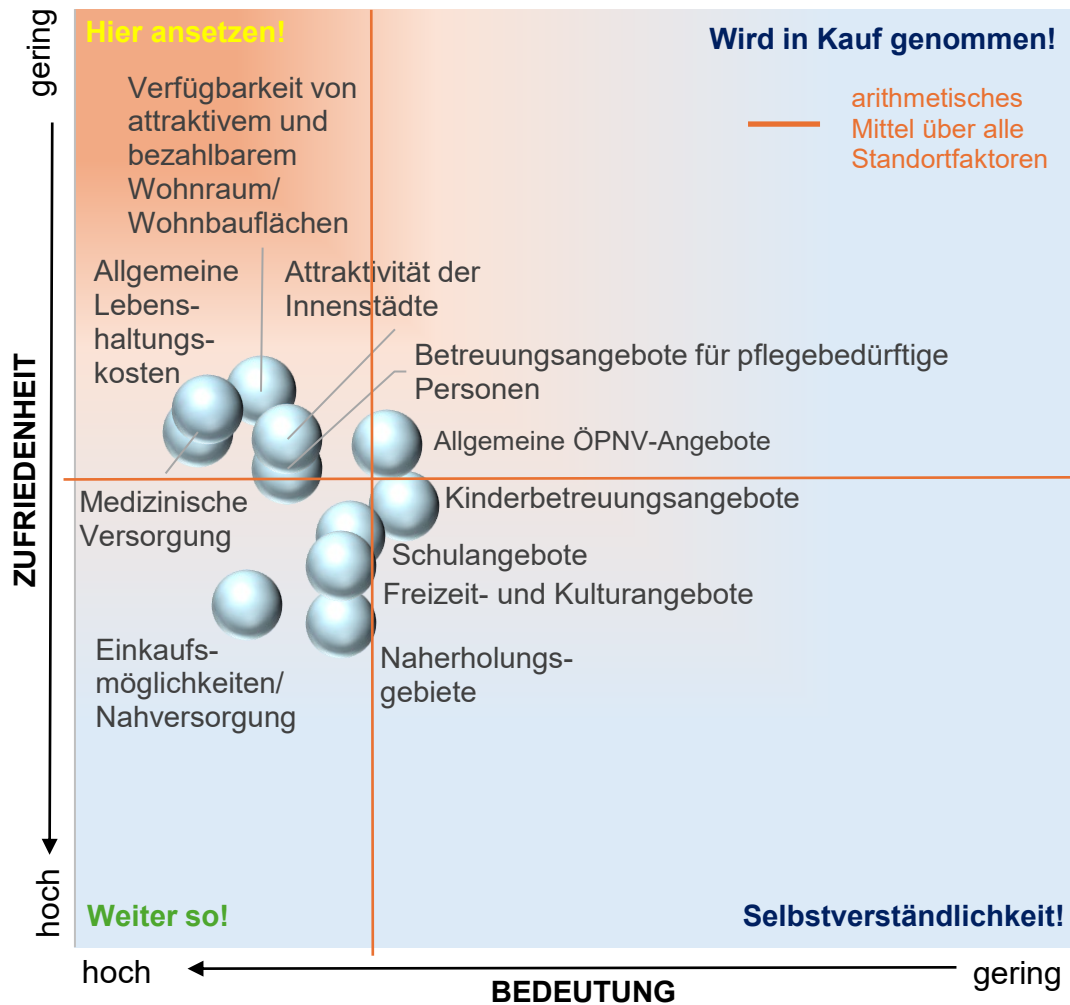 gering
Hier ansetzen!
Wird in Kauf genommen!
Verfügbarkeit von
attraktivem und
bezahlbarem
Wohnraum/
Wohnbauflächen
arithmetisches
Mittel über alle
Standortfaktoren
Allgemeine
Lebens-
haltungs-
kosten
Attraktivität der
Innenstädte
Betreuungsangebote für pflegebedürftige
Personen
Allgemeine ÖPNV-Angebote
ZUFRIEDENHEIT
Medizinische
Versorgung
Kinderbetreuungsangebote
Schulangebote
Freizeit- und Kulturangebote
Einkaufs-
möglichkeiten/
Nahversorgung
Naherholungs-
gebiete
hoch
Weiter so!
Selbstverständlichkeit!
hoch
BEDEUTUNG
gering